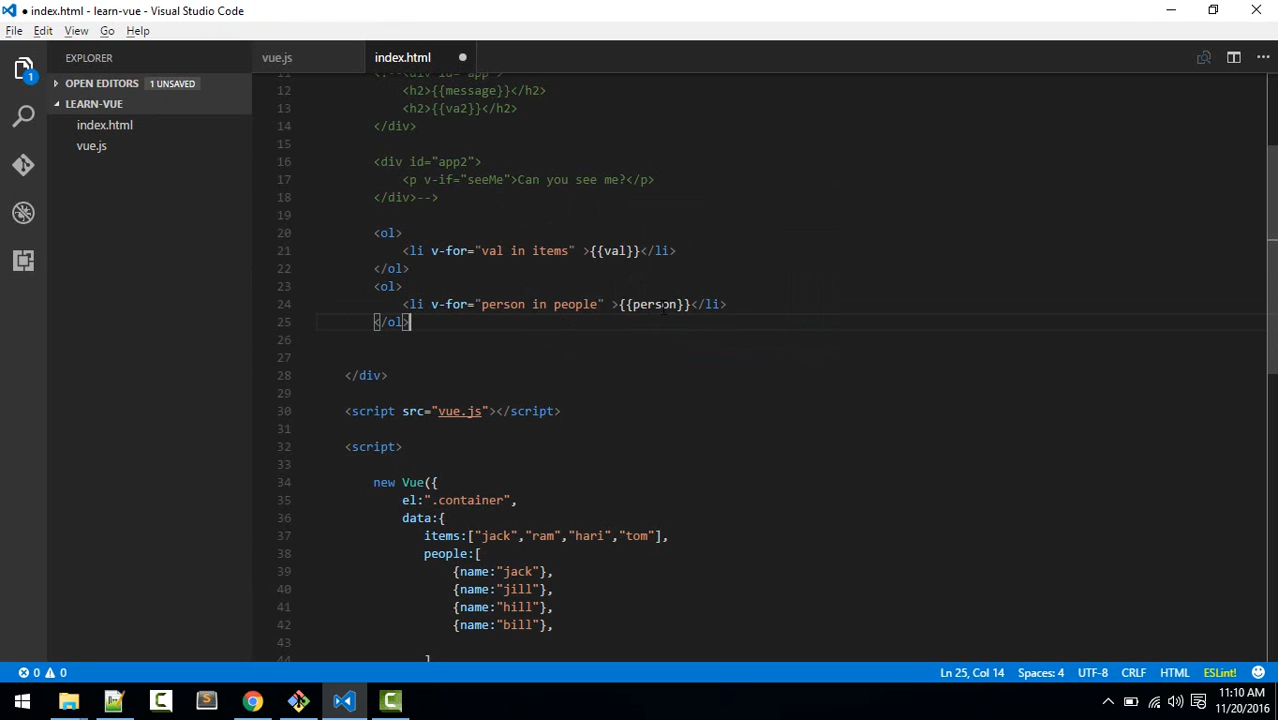 ● index.html - learn-vue - Visual Studio Code
File Edit View Go Help
EXPLORER
OPEN EDITORS 1 UNSAVED
LEARN-VUE
index.html
vue.js
1
vue.js
index.html
11 <!--<div id="app">
12 <h2>{{message}}</h2>
13 <h2>{{va2}}</h2>
14 </div>
15
16 <div id="app2">
17 <p v-if="seeMe">Can you see me?</p>
18 </div>-->
19
20 <ol>
21 <li v-for="val in items" >{{val}}</li>
22 </ol>
23 <ol>
24 <li v-for="person in people" >{{person}}</li>
25 </ol>
26
27
28 </div>
29
30 <script src="vue.js"></script>
31
32 <script>
33
34 new Vue({
35 el:".container",
36 data:{
37 items:["jack","ram","hari","tom"],
38 people:[
39 {name:"jack"},
40 {name:"jill"},
41 {name:"hill"},
42 {name:"bill"},
43
44 ]
0 0 Ln 25, Col 14 Spaces: 4 UTF-8 CRLF HTML ESLint!
11:10 AM
11/20/2016